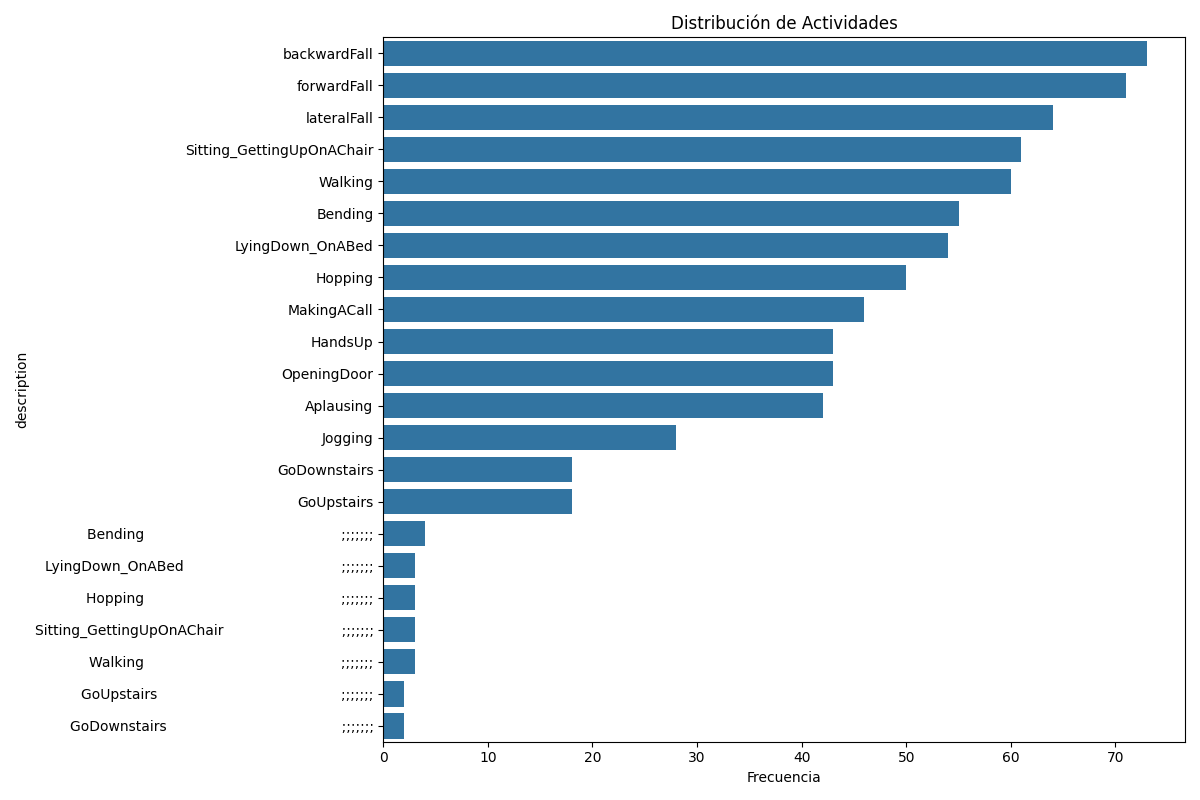 Distribución de Actividades
backwardFall
forwardFall
lateralFall
Sitting_GettingUpOnAChair
Walking
Bending
LyingDown_OnABed
Hopping
MakingACall
HandsUp
OpeningDoor
Aplausing
Jogging
GoDownstairs
GoUpstairs
Bending ;;;;;;;
LyingDown_OnABed ;;;;;;;
Hopping ;;;;;;;
Sitting_GettingUpOnAChair ;;;;;;;
Walking ;;;;;;;
GoUpstairs ;;;;;;;
GoDownstairs ;;;;;;;
description
0 10 20 30 40 50 60 70
Frecuencia